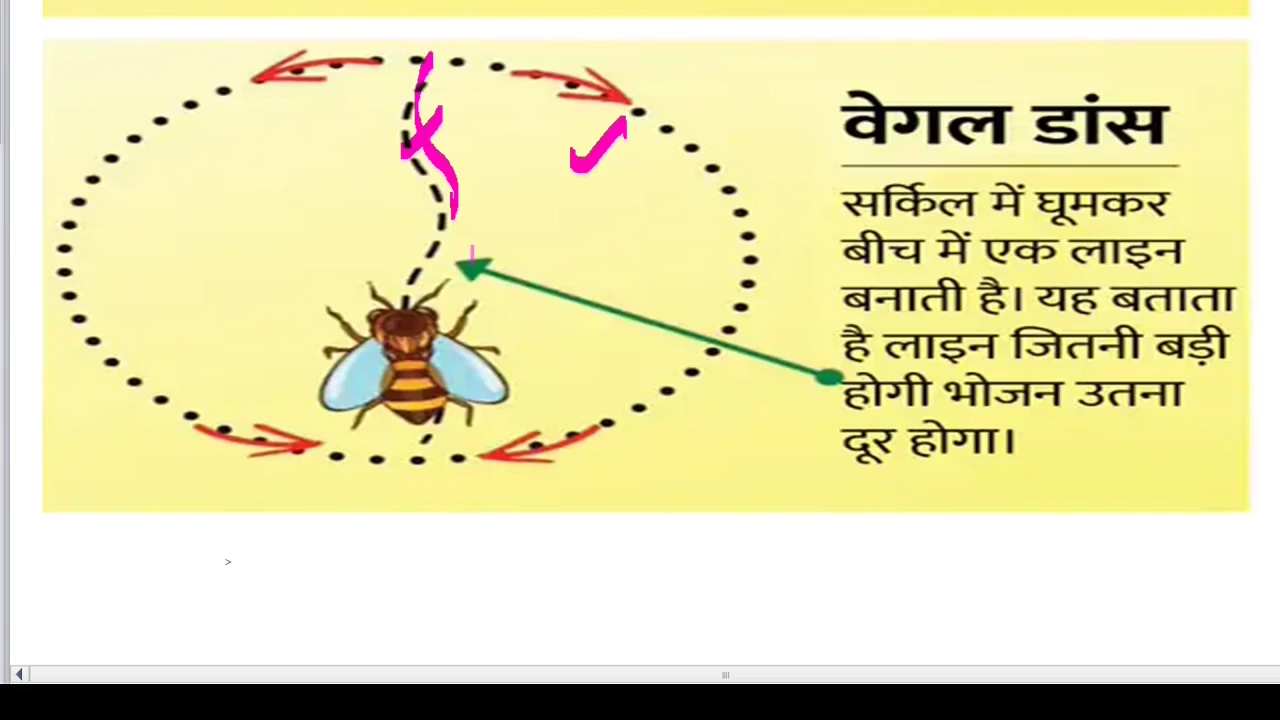 वेगल डांस
सर्किल में घूमकर
बीच में एक लाइन
बनाती है। यह बताता
है लाइन जितनी बड़ी
होगी भोजन उतना
दूर होगा।
>